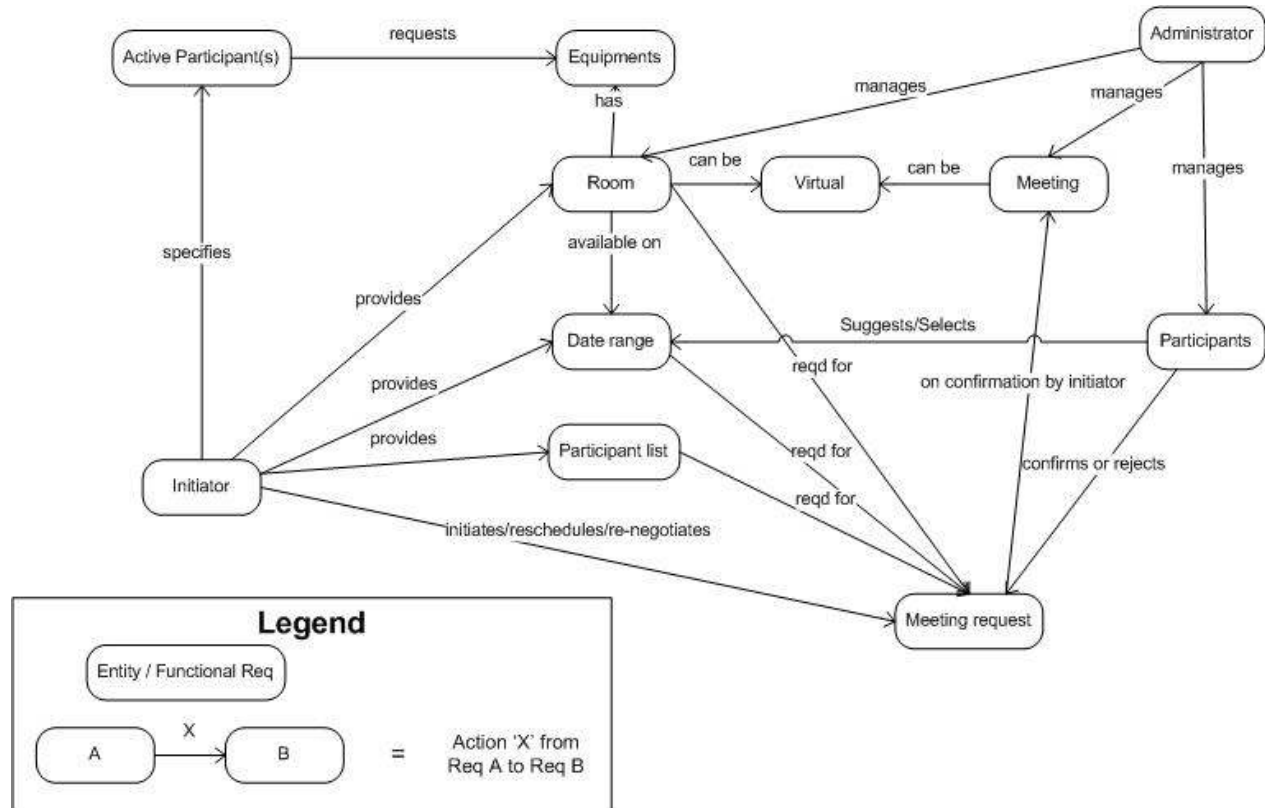 requests
Administrator
Active Participant(s)
Equipments
has
manages
manages
can be
can be
manages
Room
Virtual
Meeting
available on
specifies
provides
Suggests/Selects
Date range
Participants
reqd for
provides
on confirmation by initiator
provides
Participant list
reqd for
confirms or rejects
Initiator
reqd for
initiates/reschedules/re-negotiates
Meeting request
Legend
Entity / Functional Req
X
A
B
=
Action 'X' from
Req A to Req B